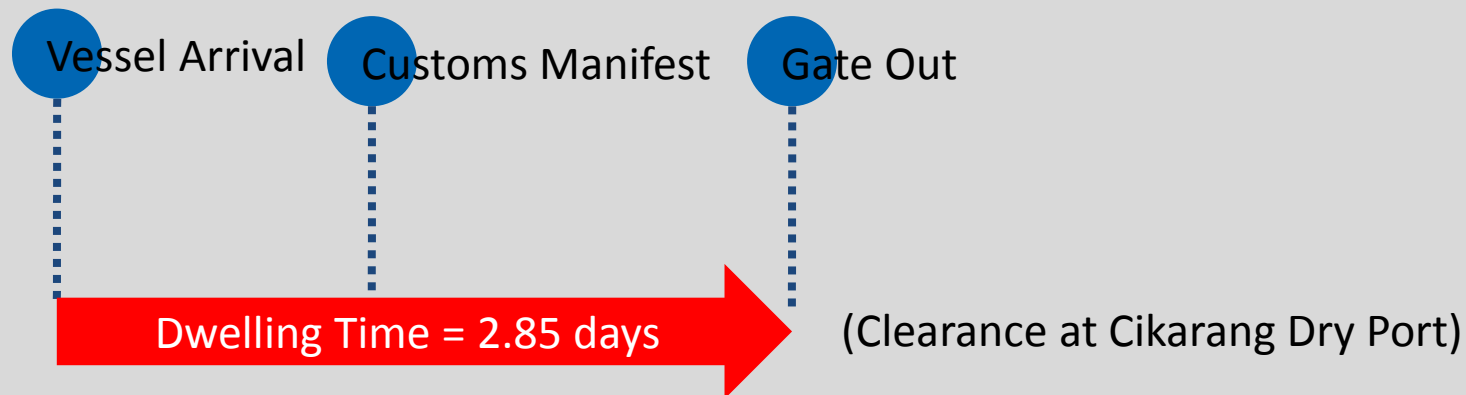 Vessel Arrival
Customs Manifest
Gate Out
Dwelling Time = 2.85 days
(Clearance at Cikarang Dry Port)